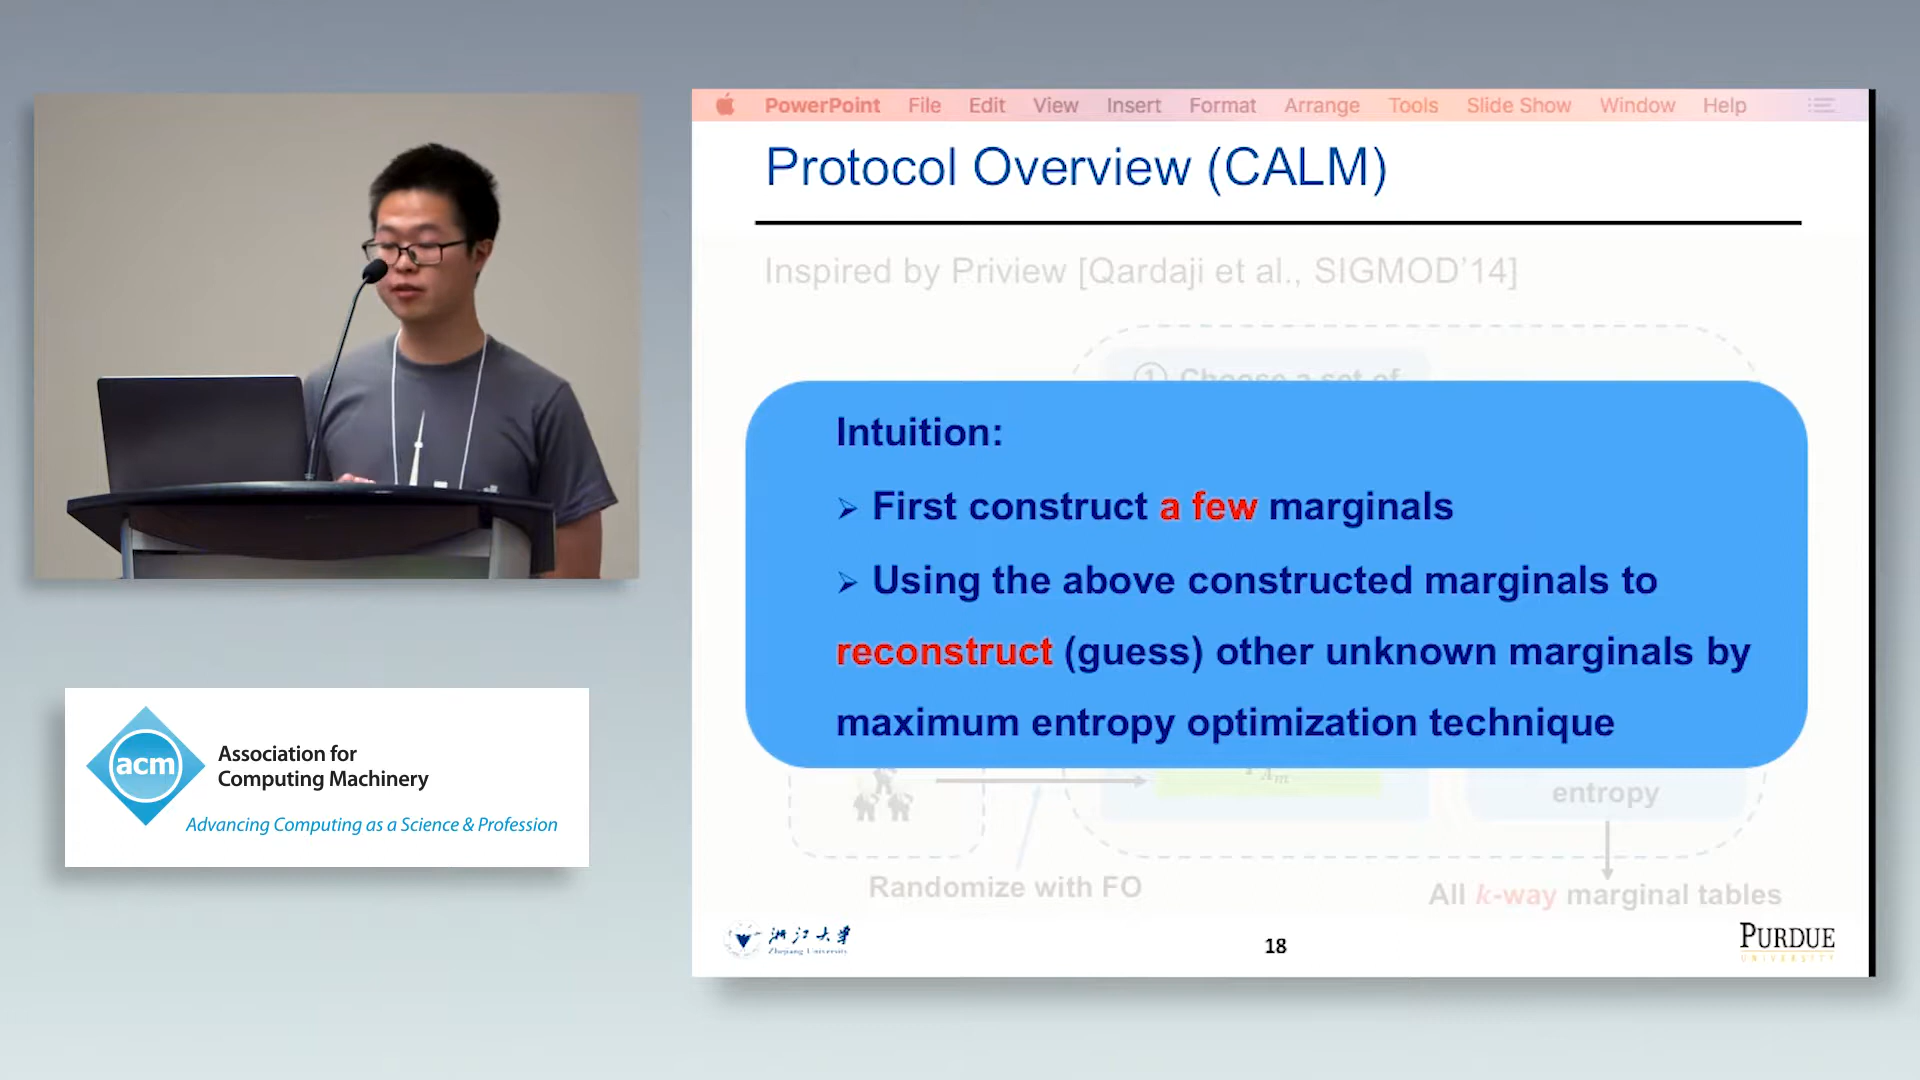 PowerPoint File Edit View Insert Format Arrange Tools Slide Show Window Help
Protocol Overview (CALM)
Inspired by Priview [Qardaji et al., SIGMOD'14]
① Choose a set of
Intuition:
➢ First construct a few marginals
➢ Using the above constructed marginals to
reconstruct (guess) other unknown marginals by
maximum entropy optimization technique
entropy
Randomize with FO
All k-way marginal tables
浙江大学
Zhejiang University
18
PURDUE
UNIVERSITY
acm
Association for
Computing Machinery
Advancing Computing as a Science & Profession